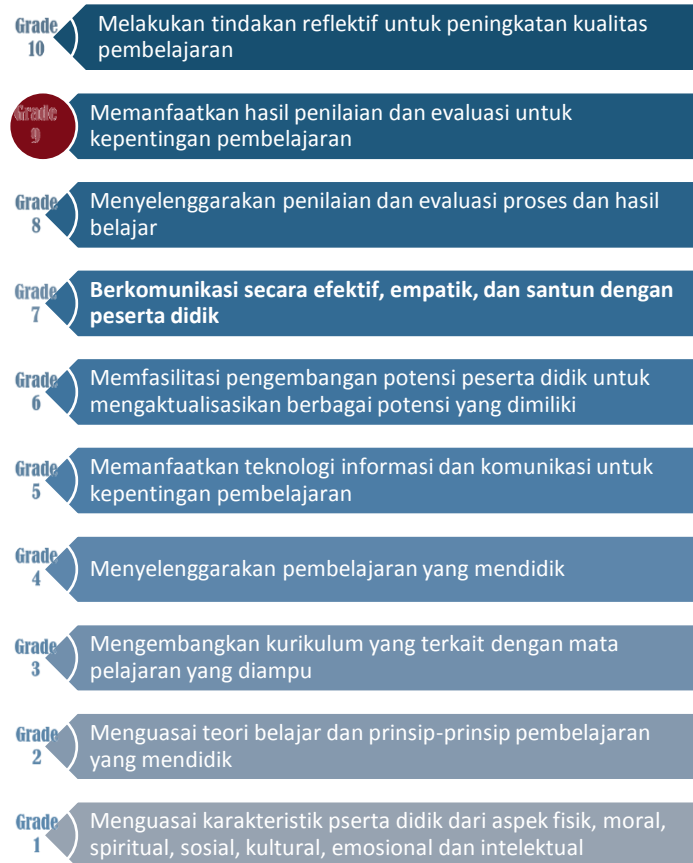 Grade
10
Melakukan tindakan reflektif untuk peningkatan kualitas
pembelajaran
Grade
9
Memanfaatkan hasil penilaian dan evaluasi untuk
kepentingan pembelajaran
Grade
8
Menyelenggarakan penilaian dan evaluasi proses dan hasil
belajar
Grade
7
Berkomunikasi secara efektif, empatik, dan santun dengan
peserta didik
Grade
6
Memfasilitasi pengembangan potensi peserta didik untuk
mengaktualisasikan berbagai potensi yang dimiliki
Grade
5
Memanfaatkan teknologi informasi dan komunikasi untuk
kepentingan pembelajaran
Grade
4
Menyelenggarakan pembelajaran yang mendidik
Grade
3
Mengembangkan kurikulum yang terkait dengan mata
pelajaran yang diampu
Grade
2
Menguasai teori belajar dan prinsip-prinsip pembelajaran
yang mendidik
Grade
1
Menguasai karakteristik pserta didik dari aspek fisik, moral,
spiritual, sosial, kultural, emosional dan intelektual